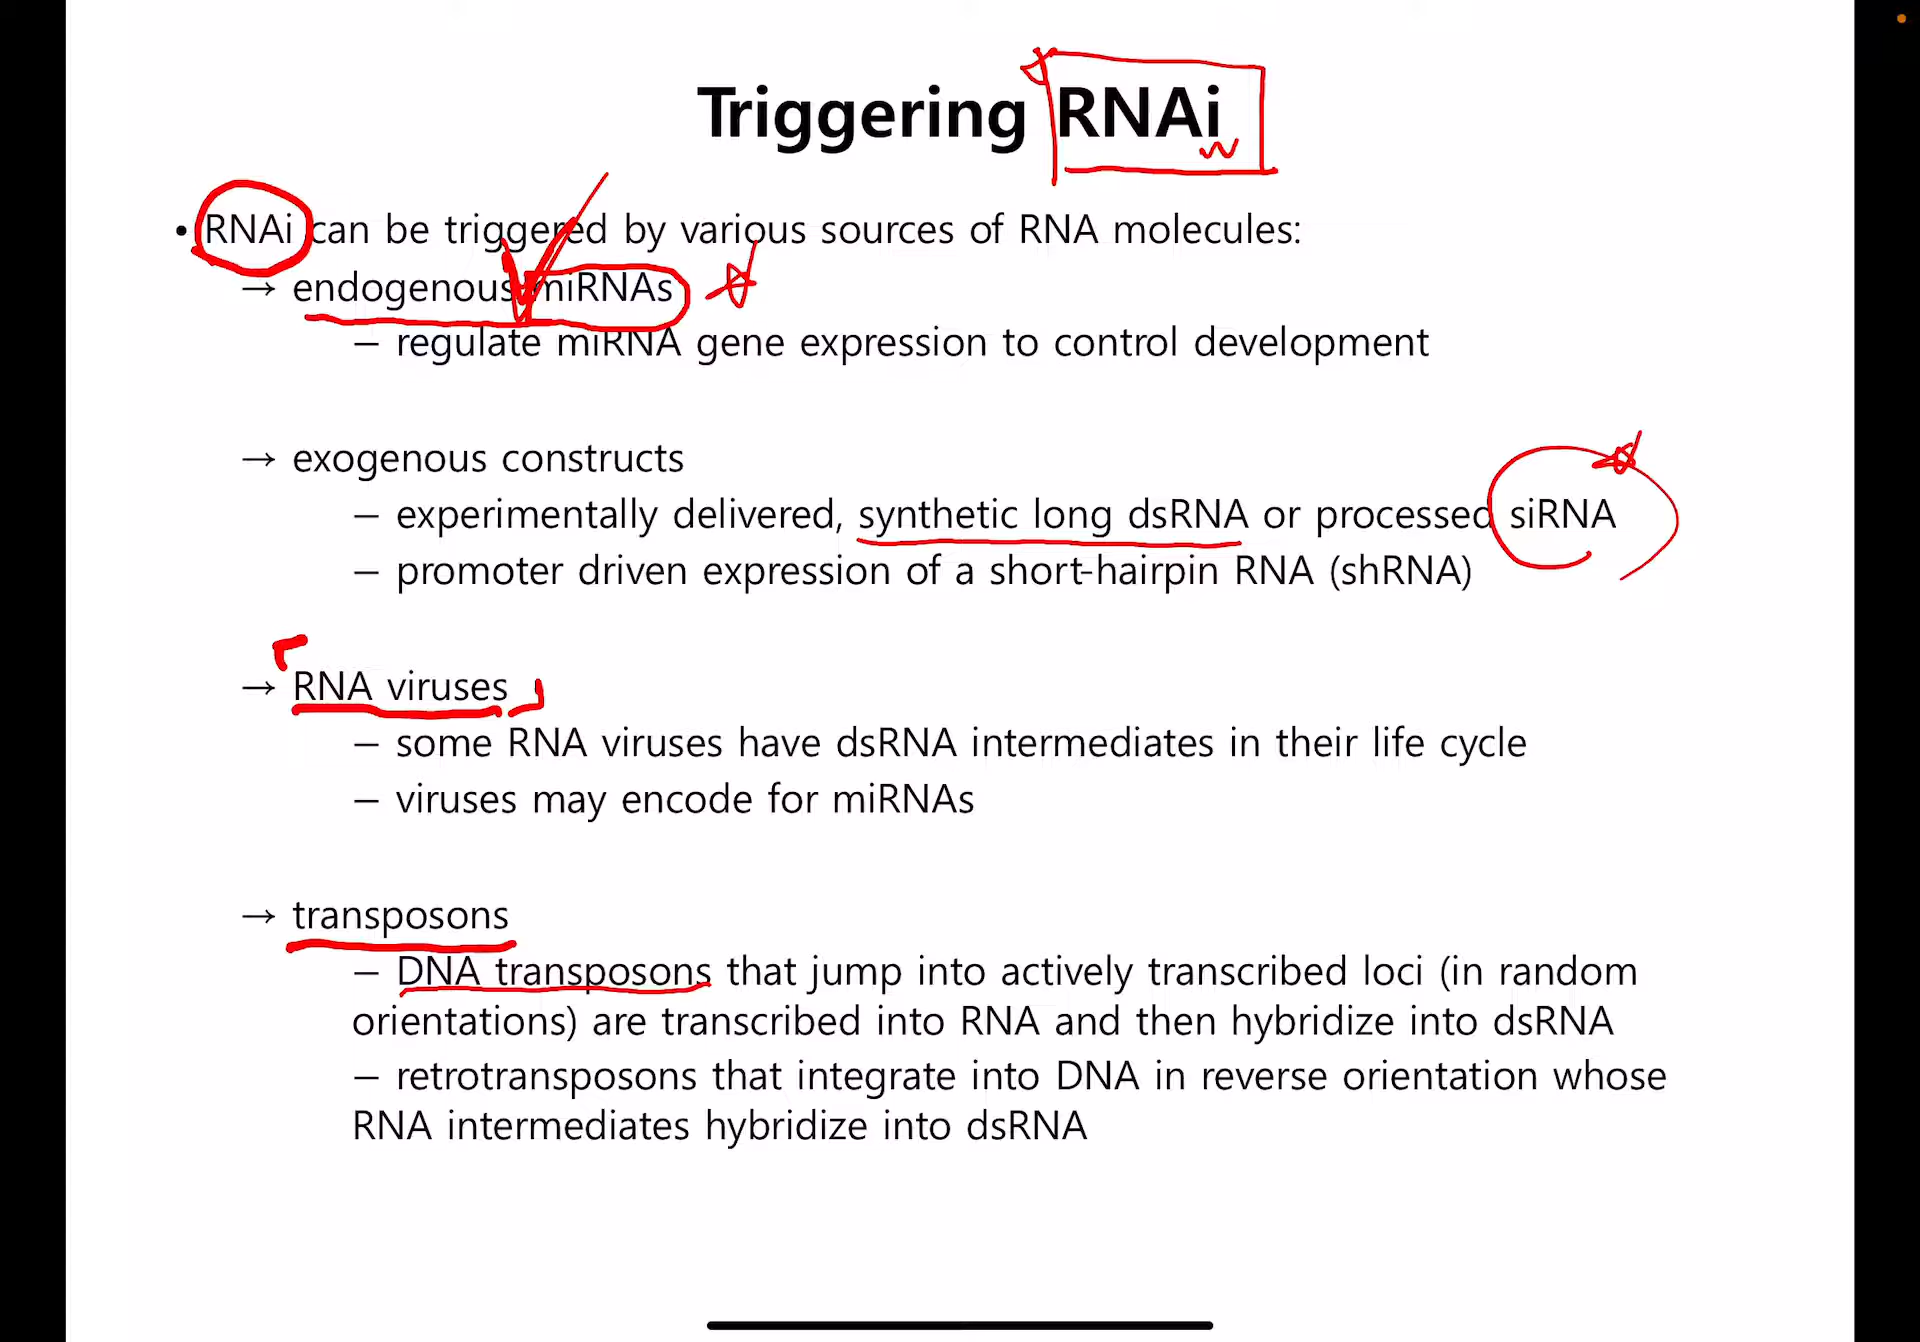 Triggering RNAi
• RNAi can be triggered by various sources of RNA molecules:
→ endogenous miRNAs
– regulate miRNA gene expression to control development
→ exogenous constructs
– experimentally delivered, synthetic long dsRNA or processed siRNA
– promoter driven expression of a short-hairpin RNA (shRNA)
→ RNA viruses
– some RNA viruses have dsRNA intermediates in their life cycle
– viruses may encode for miRNAs
→ transposons
– DNA transposons that jump into actively transcribed loci (in random
orientations) are transcribed into RNA and then hybridize into dsRNA
– retrotransposons that integrate into DNA in reverse orientation whose
RNA intermediates hybridize into dsRNA